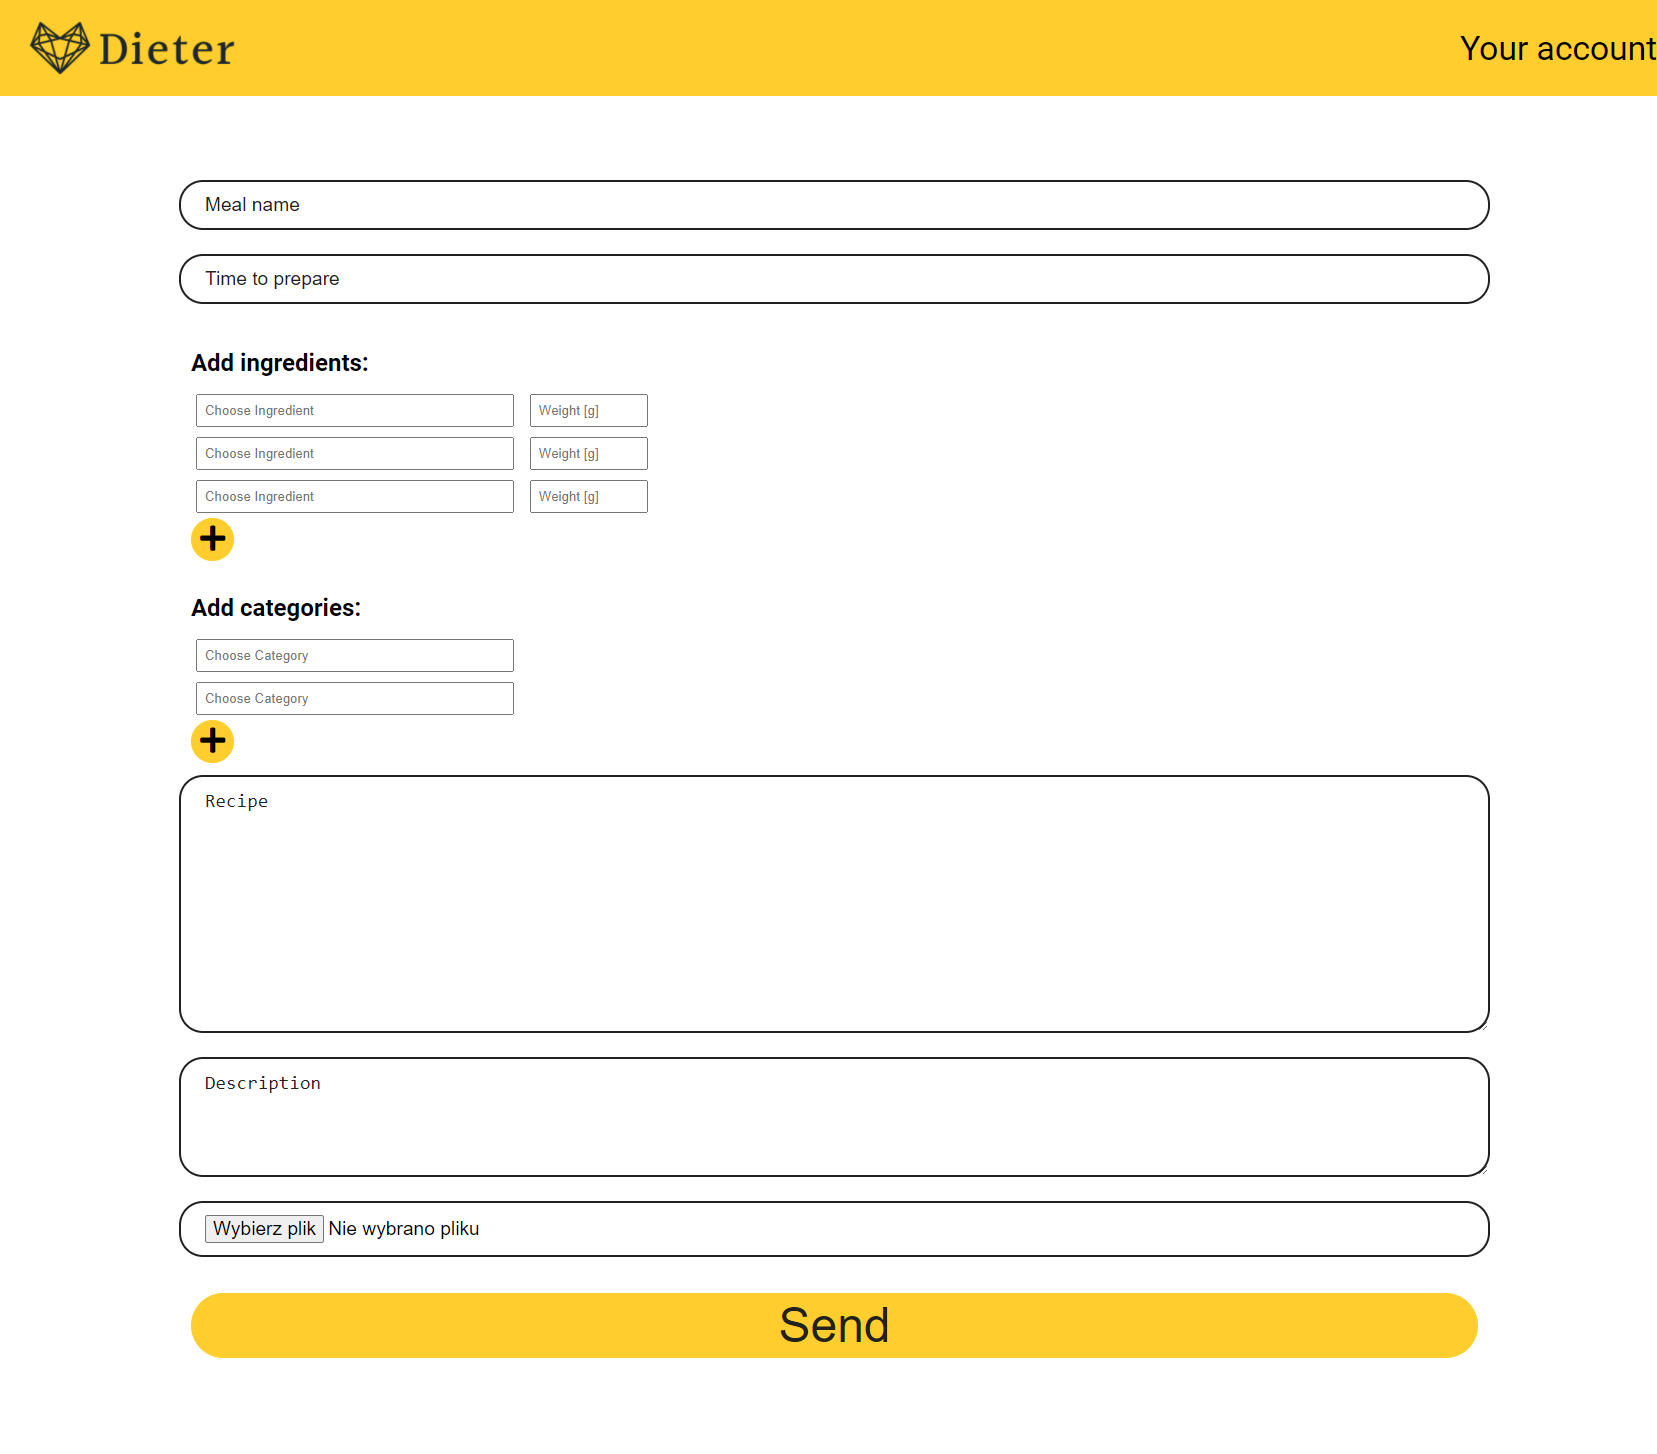 Dieter
Your account
Meal name
Time to prepare
Add ingredients:
Choose Ingredient Weight [g]
Choose Ingredient Weight [g]
Choose Ingredient Weight [g]
Add categories:
Choose Category
Choose Category
Recipe
Description
Wybierz plik Nie wybrano pliku
Send